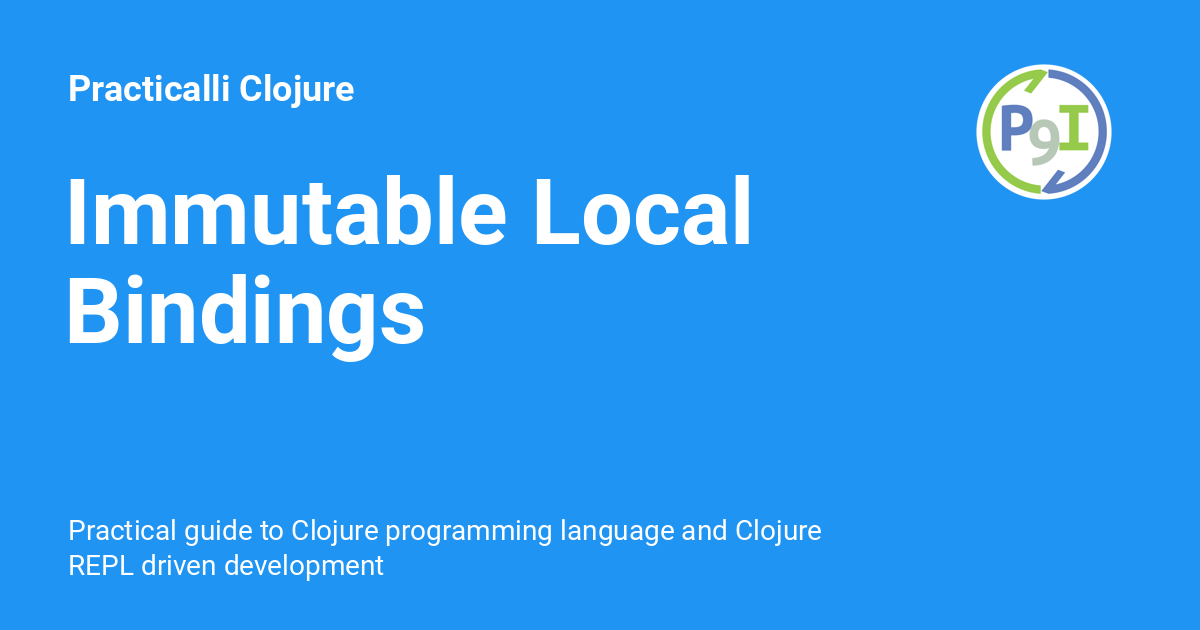 Practicalli Clojure
P9I
Immutable Local
Bindings
Practical guide to Clojure programming language and Clojure
REPL driven development